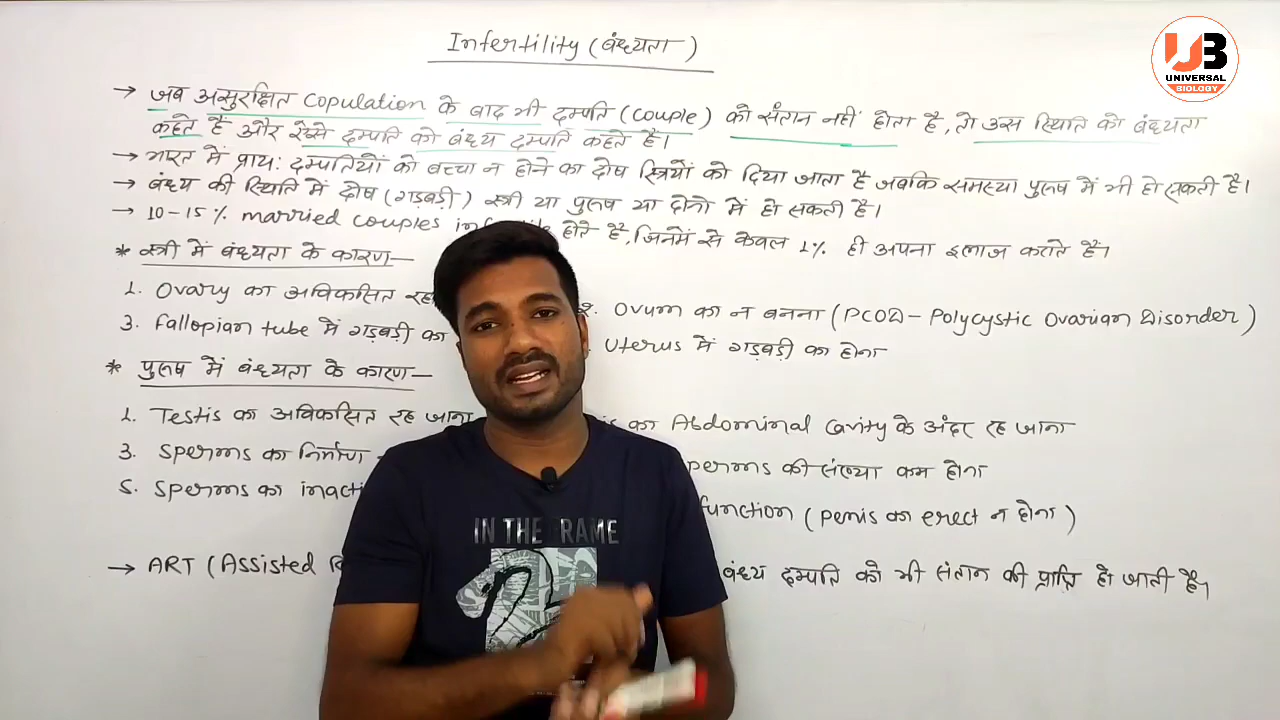 Infertility (बंध्यता)
UB
UNIVERSAL
BIOLOGY
→ जब असुरक्षित copulation के बाद भी दम्पति (couple) को संतान नहीं होता है, तो उस स्थिति को बंध्यता
कहते हैं और ऐसे दम्पति को बंध्य दम्पति कहते हैं।
→ भारत में प्राय: दम्पतियों को बच्चा न होने का दोष स्त्रियों को दिया जाता है जबकि समस्या पुरुष में भी हो सकती है।
→ बंध्य की स्थिति में दोष (गड़बड़ी) स्त्री या पुरुष या दोनों में हो सकती है।
→ 10-15% married couples होते हैं, जिनमें से केवल 1% ही अपना इलाज कराते हैं।
* स्त्री में बंध्यता के कारण—
1. Ovary का अविकसित 2. Ovum का न बनना (PCOD - Polycystic Ovarian Disorder)
3. Fallopian tube में गड़बड़ी का Uterus में गड़बड़ी का होना
* पुरुष में बंध्यता के कारण—
1. Testis का अविकसित रह जाना का Abdominal Cavity के अंदर रह जाना
3. Sperms का निर्माण की संख्या कम होना
5. Sperms का (penis का erect न होना)
→ ART (Assisted बंध्य दम्पति को भी संतान की प्राप्ति हो जाती है।
IN THE FRAME